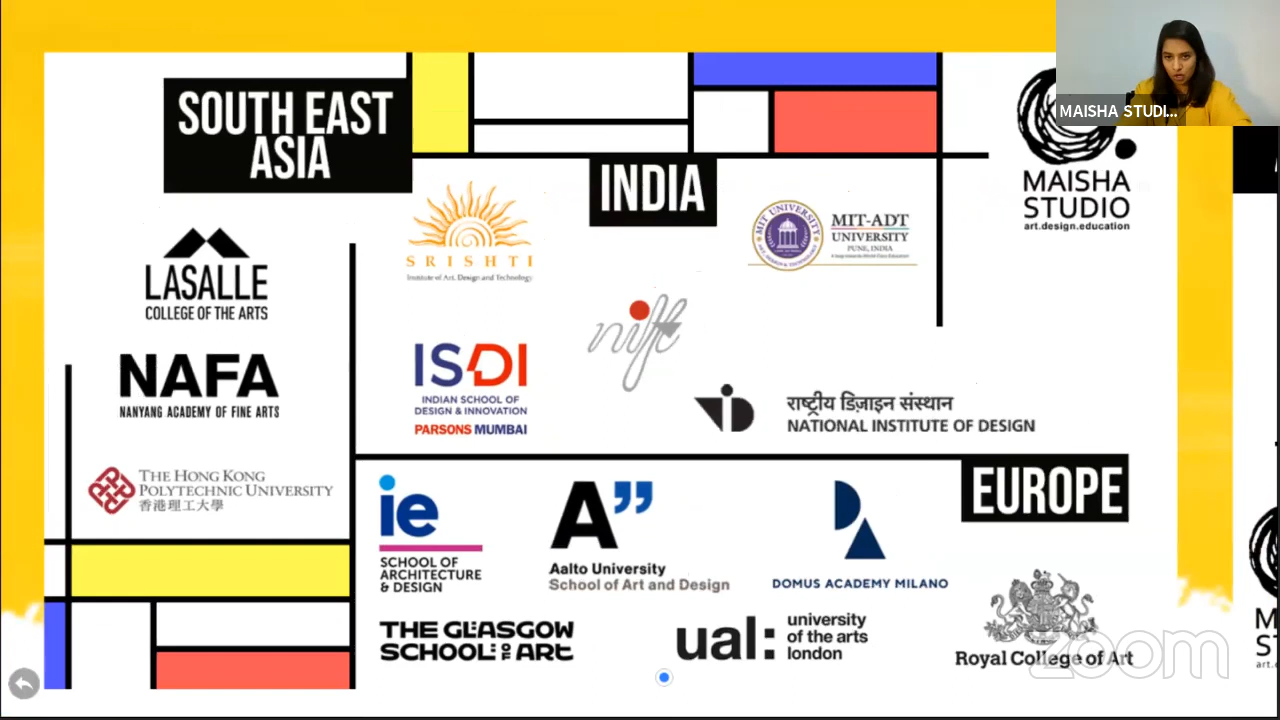 SOUTH EAST
ASIA
LASALLE
COLLEGE OF THE ARTS
NAFA
NANYANG ACADEMY OF FINE ARTS
THE HONG KONG
POLYTECHNIC UNIVERSITY
香港理工大學
INDIA
SRISHTI
Institute of Art, Design and Technology
MIT UNIVERSITY
MIT-ADT
UNIVERSITY
PUNE, INDIA
nift
ISDI
INDIAN SCHOOL OF
DESIGN & INNOVATION
PARSONS MUMBAI
राष्ट्रीय डिज़ाइन संस्थान
NATIONAL INSTITUTE OF DESIGN
EUROPE
ie
SCHOOL OF
ARCHITECTURE
& DESIGN
A”
Aalto University
School of Art and Design
DA
DOMUS ACADEMY MILANO
THE GLASGOW
SCHOOL OF ART
ual:
university
of the arts
london
Royal College of Art
MAISHA STUDI...
MAISHA
STUDIO
art.design.education
zoom